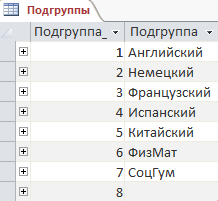 Подгруппы
Подгруппа_ Подгруппа
1 Английский
2 Немецкий
3 Французский
4 Испанский
5 Китайский
6 ФизМат
7 СоцГум
8